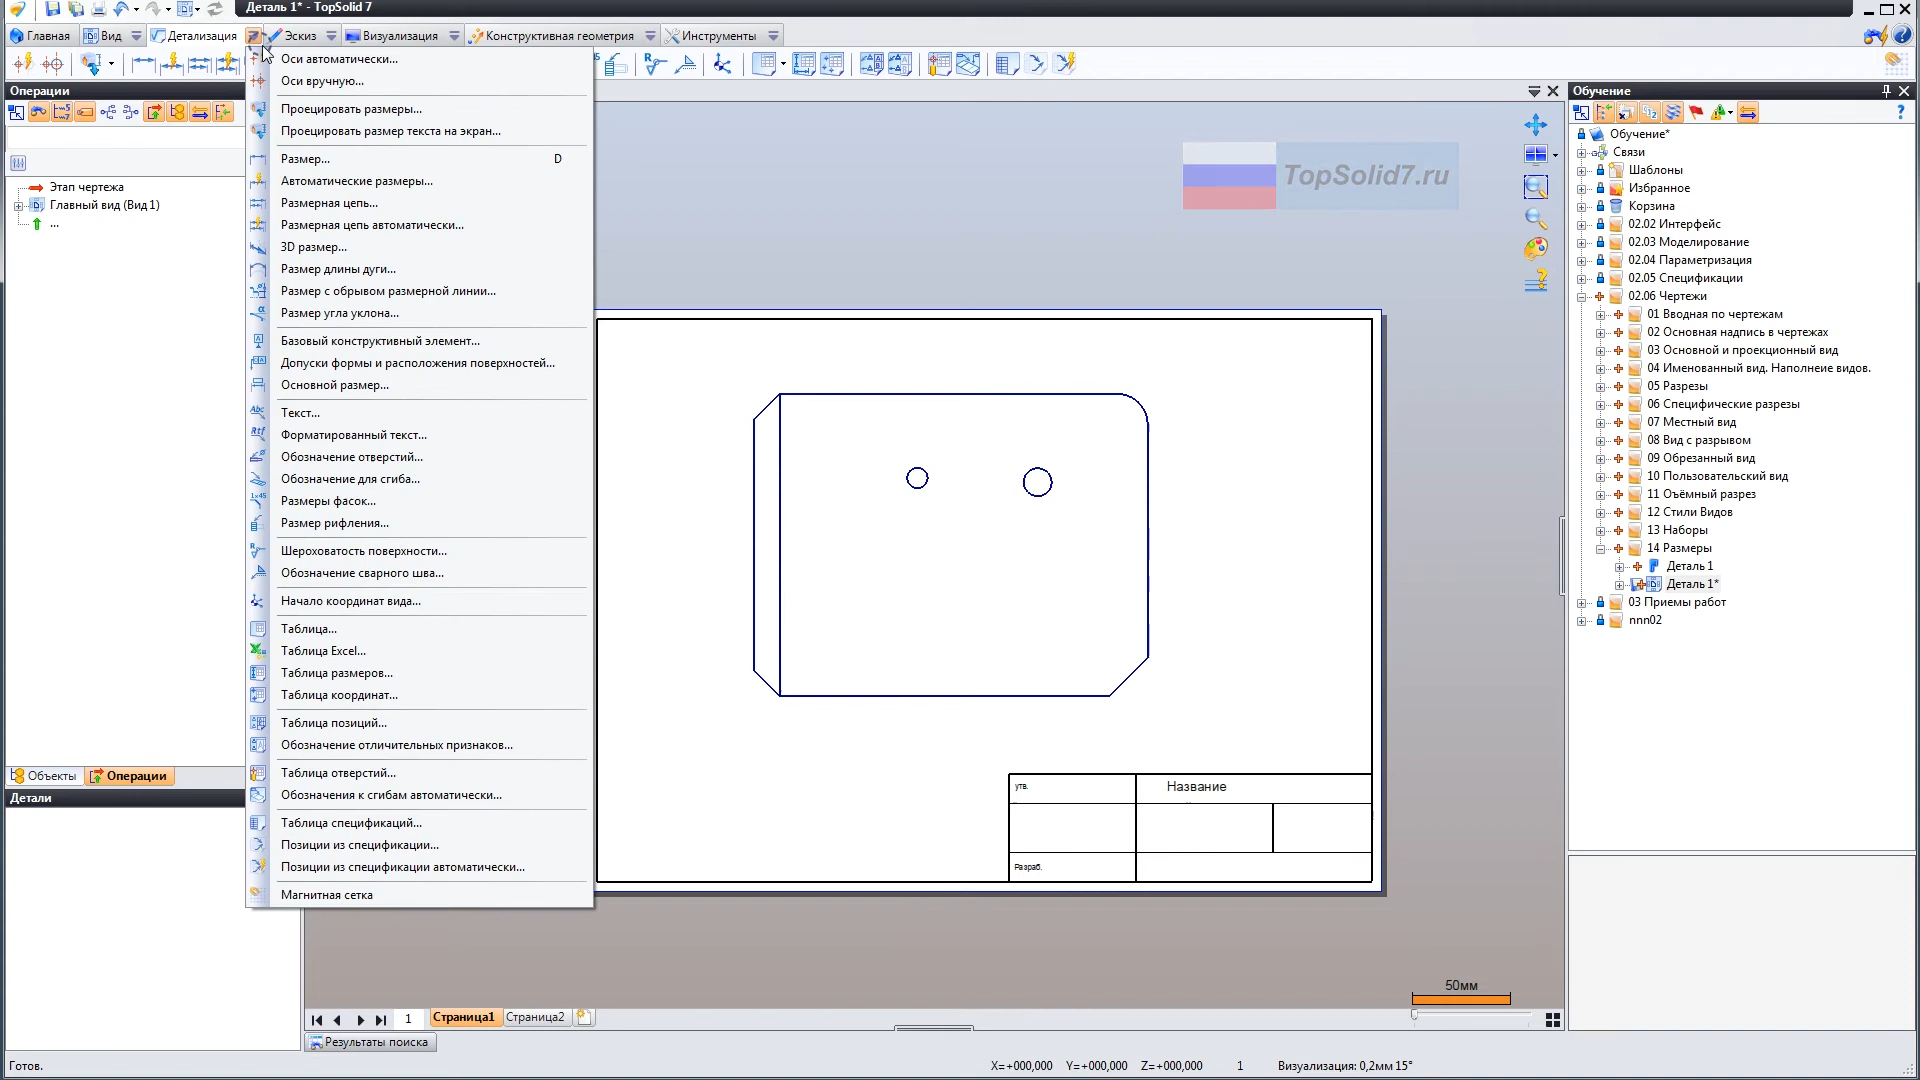 Деталь 1* - TopSolid 7
Главная
Вид
Детализация
Эскиз
Визуализация
Конструктивная геометрия
Инструменты
Операции
Этап чертежа
Главный вид (Вид 1)
...
Объекты
Операции
Детали
Оси автоматически...
Оси вручную...
Проецировать размеры...
Проецировать размер текста на экран...
Размер... D
Автоматические размеры...
Размерная цепь...
Размерная цепь автоматически...
3D размер...
Размер длины дуги...
Размер с обрывом размерной линии...
Размер угла уклона...
Базовый конструктивный элемент...
Допуски формы и расположения поверхностей...
Основной размер...
Текст...
Форматированный текст...
Обозначение отверстий...
Обозначение для сгиба...
Размеры фасок...
Размер рифления...
Шероховатость поверхности...
Обозначение сварного шва...
Начало координат вида...
Таблица...
Таблица Excel...
Таблица размеров...
Таблица координат...
Таблица позиций...
Обозначение отличительных признаков...
Таблица отверстий...
Обозначения к сгибам автоматически...
Таблица спецификаций...
Позиции из спецификации...
Позиции из спецификации автоматически...
Магнитная сетка
TopSolid7.ru
утв.
Название
Разраб.
50мм
1
Страница1
Страница2
Результаты поиска
Обучение
Обучение*
Связи
Шаблоны
Избранное
Корзина
02.02 Интерфейс
02.03 Моделирование
02.04 Параметризация
02.05 Спецификации
02.06 Чертежи
01 Вводная по чертежам
02 Основная надпись в чертежах
03 Основной и проекционный вид
04 Именованный вид. Наполнеие видов.
05 Разрезы
06 Специфические разрезы
07 Местный вид
08 Вид с разрывом
09 Обрезанный вид
10 Пользовательский вид
11 Оъёмный разрез
12 Стили Видов
13 Наборы
14 Размеры
Деталь 1
Деталь 1*
03 Приемы работ
nnn02
Готов.
X=+000,000 Y=+000,000 Z=+000,000 1 Визуализация: 0,2мм 15°